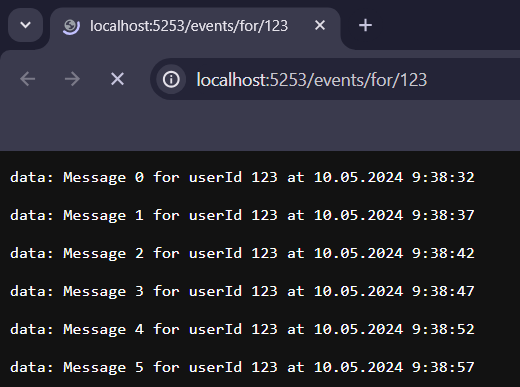 localhost:5253/events/for/123
localhost:5253/events/for/123
data: Message 0 for userId 123 at 10.05.2024 9:38:32
data: Message 1 for userId 123 at 10.05.2024 9:38:37
data: Message 2 for userId 123 at 10.05.2024 9:38:42
data: Message 3 for userId 123 at 10.05.2024 9:38:47
data: Message 4 for userId 123 at 10.05.2024 9:38:52
data: Message 5 for userId 123 at 10.05.2024 9:38:57